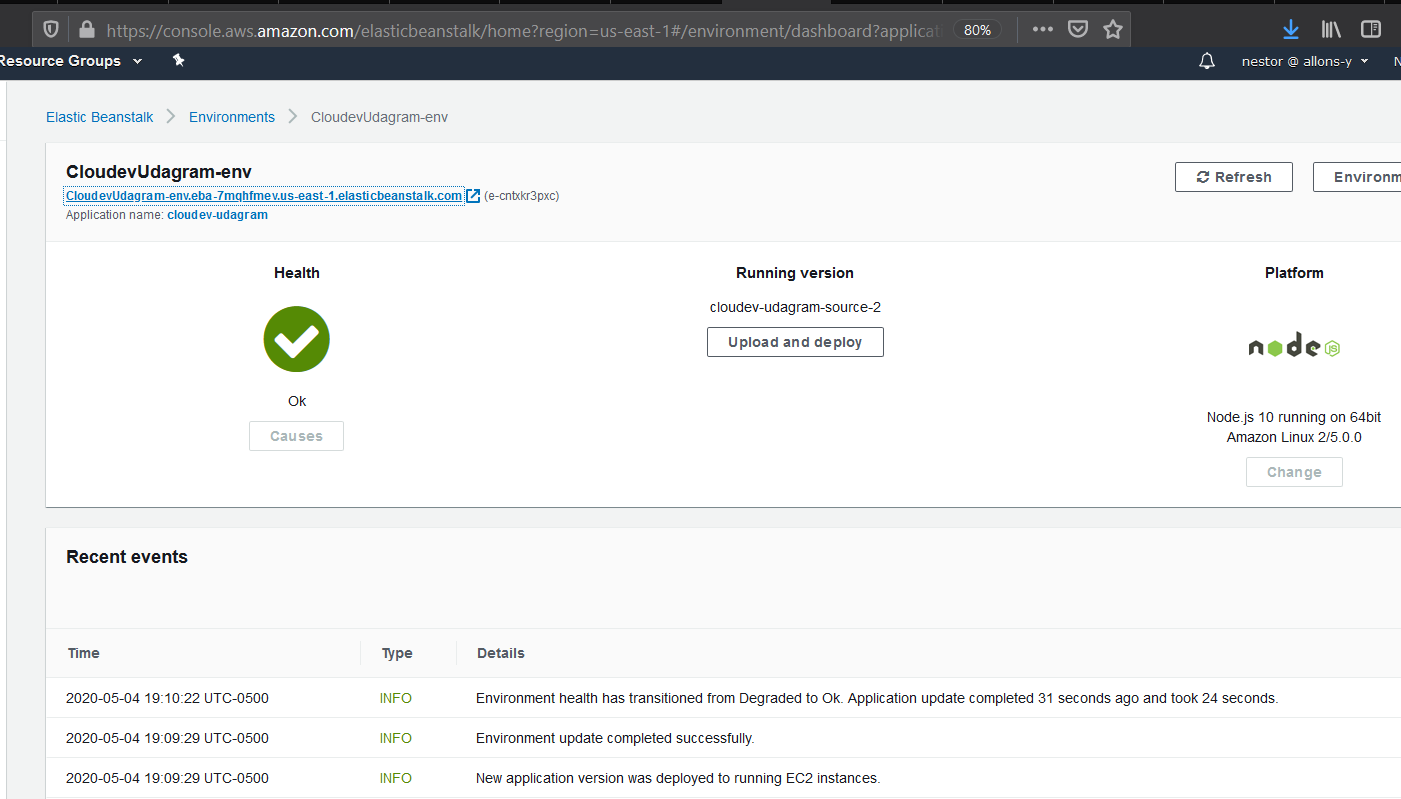 https://console.aws.amazon.com/elasticbeanstalk/home?region=us-east-1#/environment/dashboard?applicati
80%
Resource Groups
nestor @ allons-y
N
Elastic Beanstalk
Environments
CloudevUdagram-env
CloudevUdagram-env
Refresh
Environm
CloudevUdagram-env.eba-7mqhfmev.us-east-1.elasticbeanstalk.com (e-cntxkr3pxc)
Application name: cloudev-udagram
Health
Running version
Platform
cloudev-udagram-source-2
Upload and deploy
node
JS
Ok
Causes
Node.js 10 running on 64bit
Amazon Linux 2/5.0.0
Change
Recent events
Time Type Details
2020-05-04 19:10:22 UTC-0500 INFO Environment health has transitioned from Degraded to Ok. Application update completed 31 seconds ago and took 24 seconds.
2020-05-04 19:09:29 UTC-0500 INFO Environment update completed successfully.
2020-05-04 19:09:29 UTC-0500 INFO New application version was deployed to running EC2 instances.